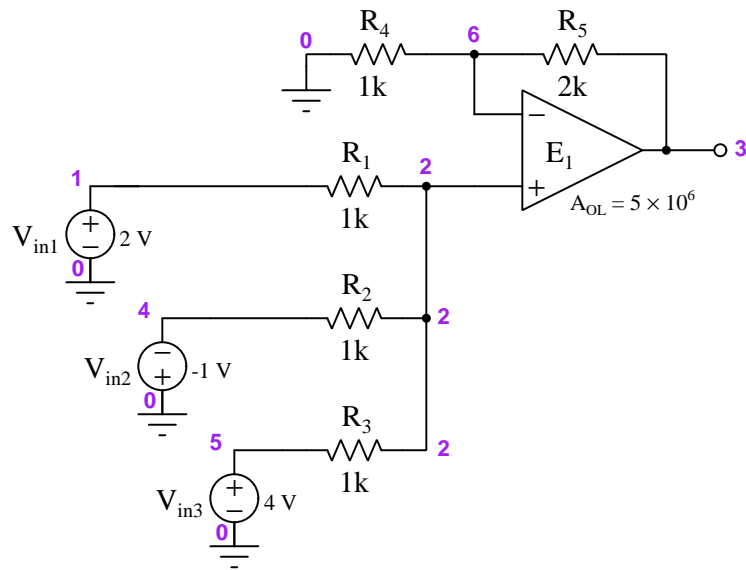 0
R4
6
R5
1k
2k
−
E1
3
+
AOL = 5 × 10^6
1
R1
2
1k
Vin1
+
−
2 V
0
R2
4
2
1k
Vin2
−
+
-1 V
0
R3
5
2
1k
Vin3
+
−
4 V
0